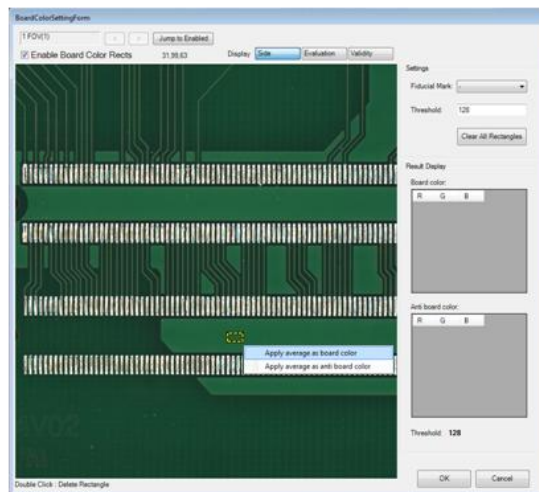 BoardColorSettingForm
1 FOV(1)
< > Jump to Enabled
Enable Board Color Rects 31,98,63 Display Side Evaluation Validity
Settings
Fiducial Mark: -
Threshold: 128
Clear All Rectangles
Result Display
Board color:
R G B
Anti board color:
R G B
Apply average as board color
Apply average as anti board color
Threshold: 128
OK Cancel
Double Click : Delete Rectangle